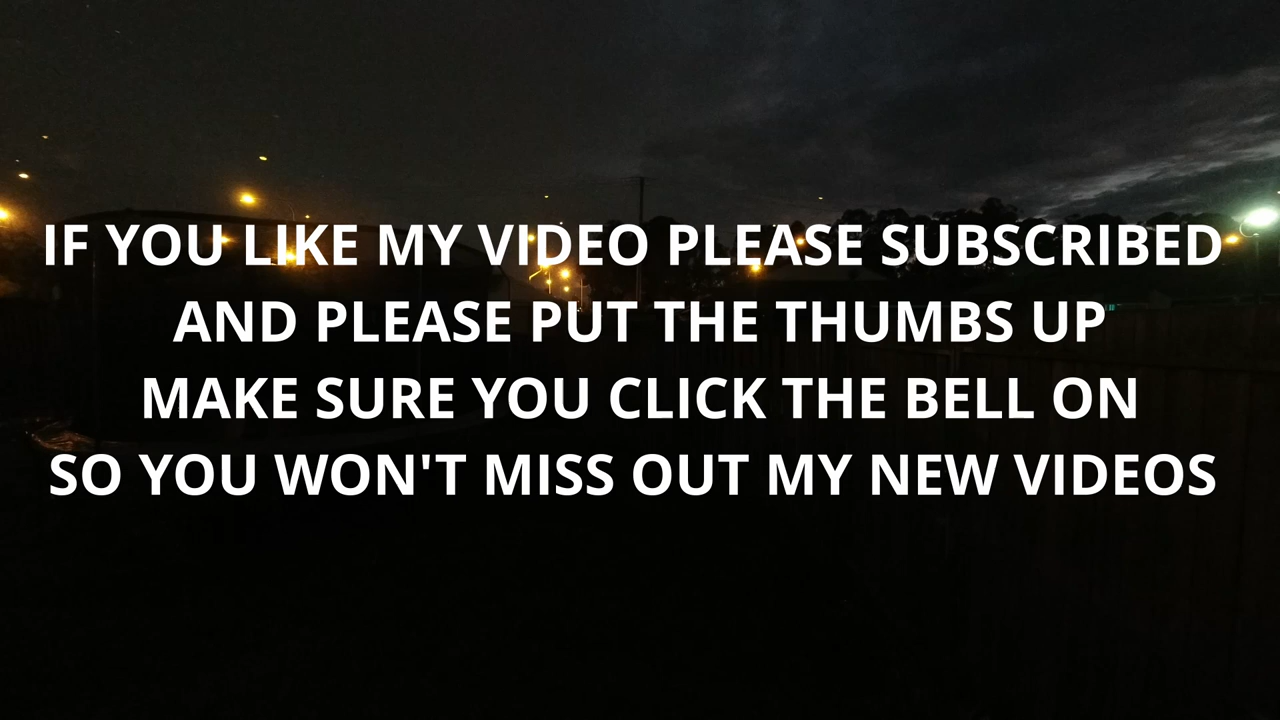 IF YOU LIKE MY VIDEO PLEASE SUBSCRIBED
AND PLEASE PUT THE THUMBS UP
MAKE SURE YOU CLICK THE BELL ON
SO YOU WON'T MISS OUT MY NEW VIDEOS